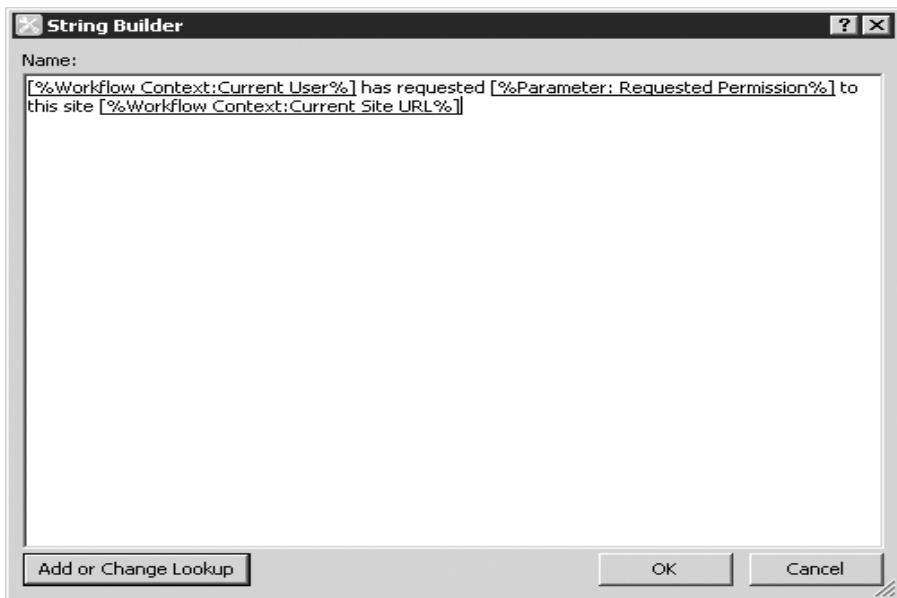 String Builder
Name:
[%Workflow Context:Current User%] has requested [%Parameter: Requested Permission%] to
this site [%Workflow Context:Current Site URL%]
Add or Change Lookup
OK
Cancel